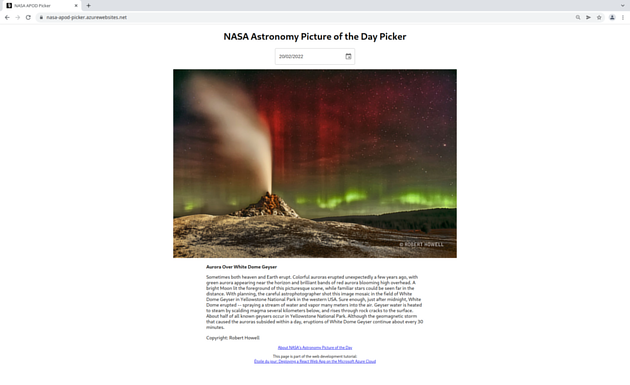 NASA APOD Picker
nasa-apod-picker.azurewebsites.net
NASA Astronomy Picture of the Day Picker
20/02/2022
© ROBERT HOWELL
Aurora Over White Dome Geyser
Sometimes both heaven and Earth erupt. Colorful auroras erupted unexpectedly a few years ago, with
green aurora appearing near the horizon and brilliant bands of red aurora blooming high overhead. A
bright Moon lit the foreground of this picturesque scene, while familiar stars could be seen far in the
distance. With planning, the careful astrophotographer shot this image mosaic in the field of White
Dome Geyser in Yellowstone National Park in the western USA. Sure enough, just after midnight, White
Dome erupted -- spraying a stream of water and vapor many meters into the air. Geyser water is heated
to steam by scalding magma several kilometers below, and rises through rock cracks to the surface.
About half of all known geysers occur in Yellowstone National Park. Although the geomagnetic storm
that caused the auroras subsided within a day, eruptions of White Dome Geyser continue about every 30
minutes.
Copyright: Robert Howell
About NASA's Astronomy Picture of the Day
This page is part of the web development tutorial:
Étoile du jour: Deploying a React Web App on the Microsoft Azure Cloud